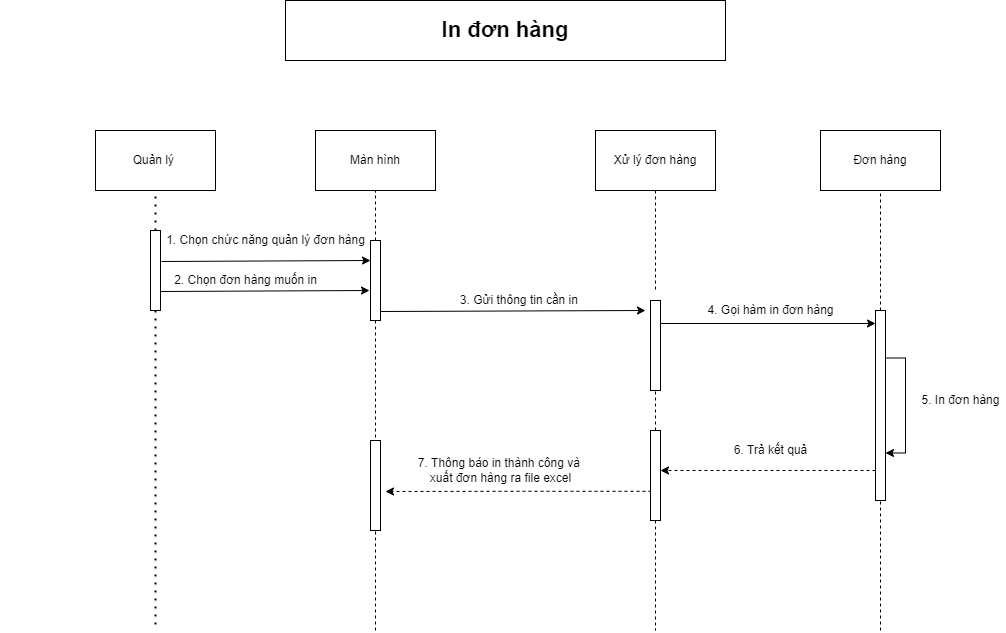 In đơn hàng
Quản lý
Màn hình
Xử lý đơn hàng
Đơn hàng
1. Chọn chức năng quản lý đơn hàng
2. Chọn đơn hàng muốn in
3. Gửi thông tin cần in
4. Gọi hàm in đơn hàng
5. In đơn hàng
6. Trả kết quả
7. Thông báo in thành công và
xuất đơn hàng ra file excel